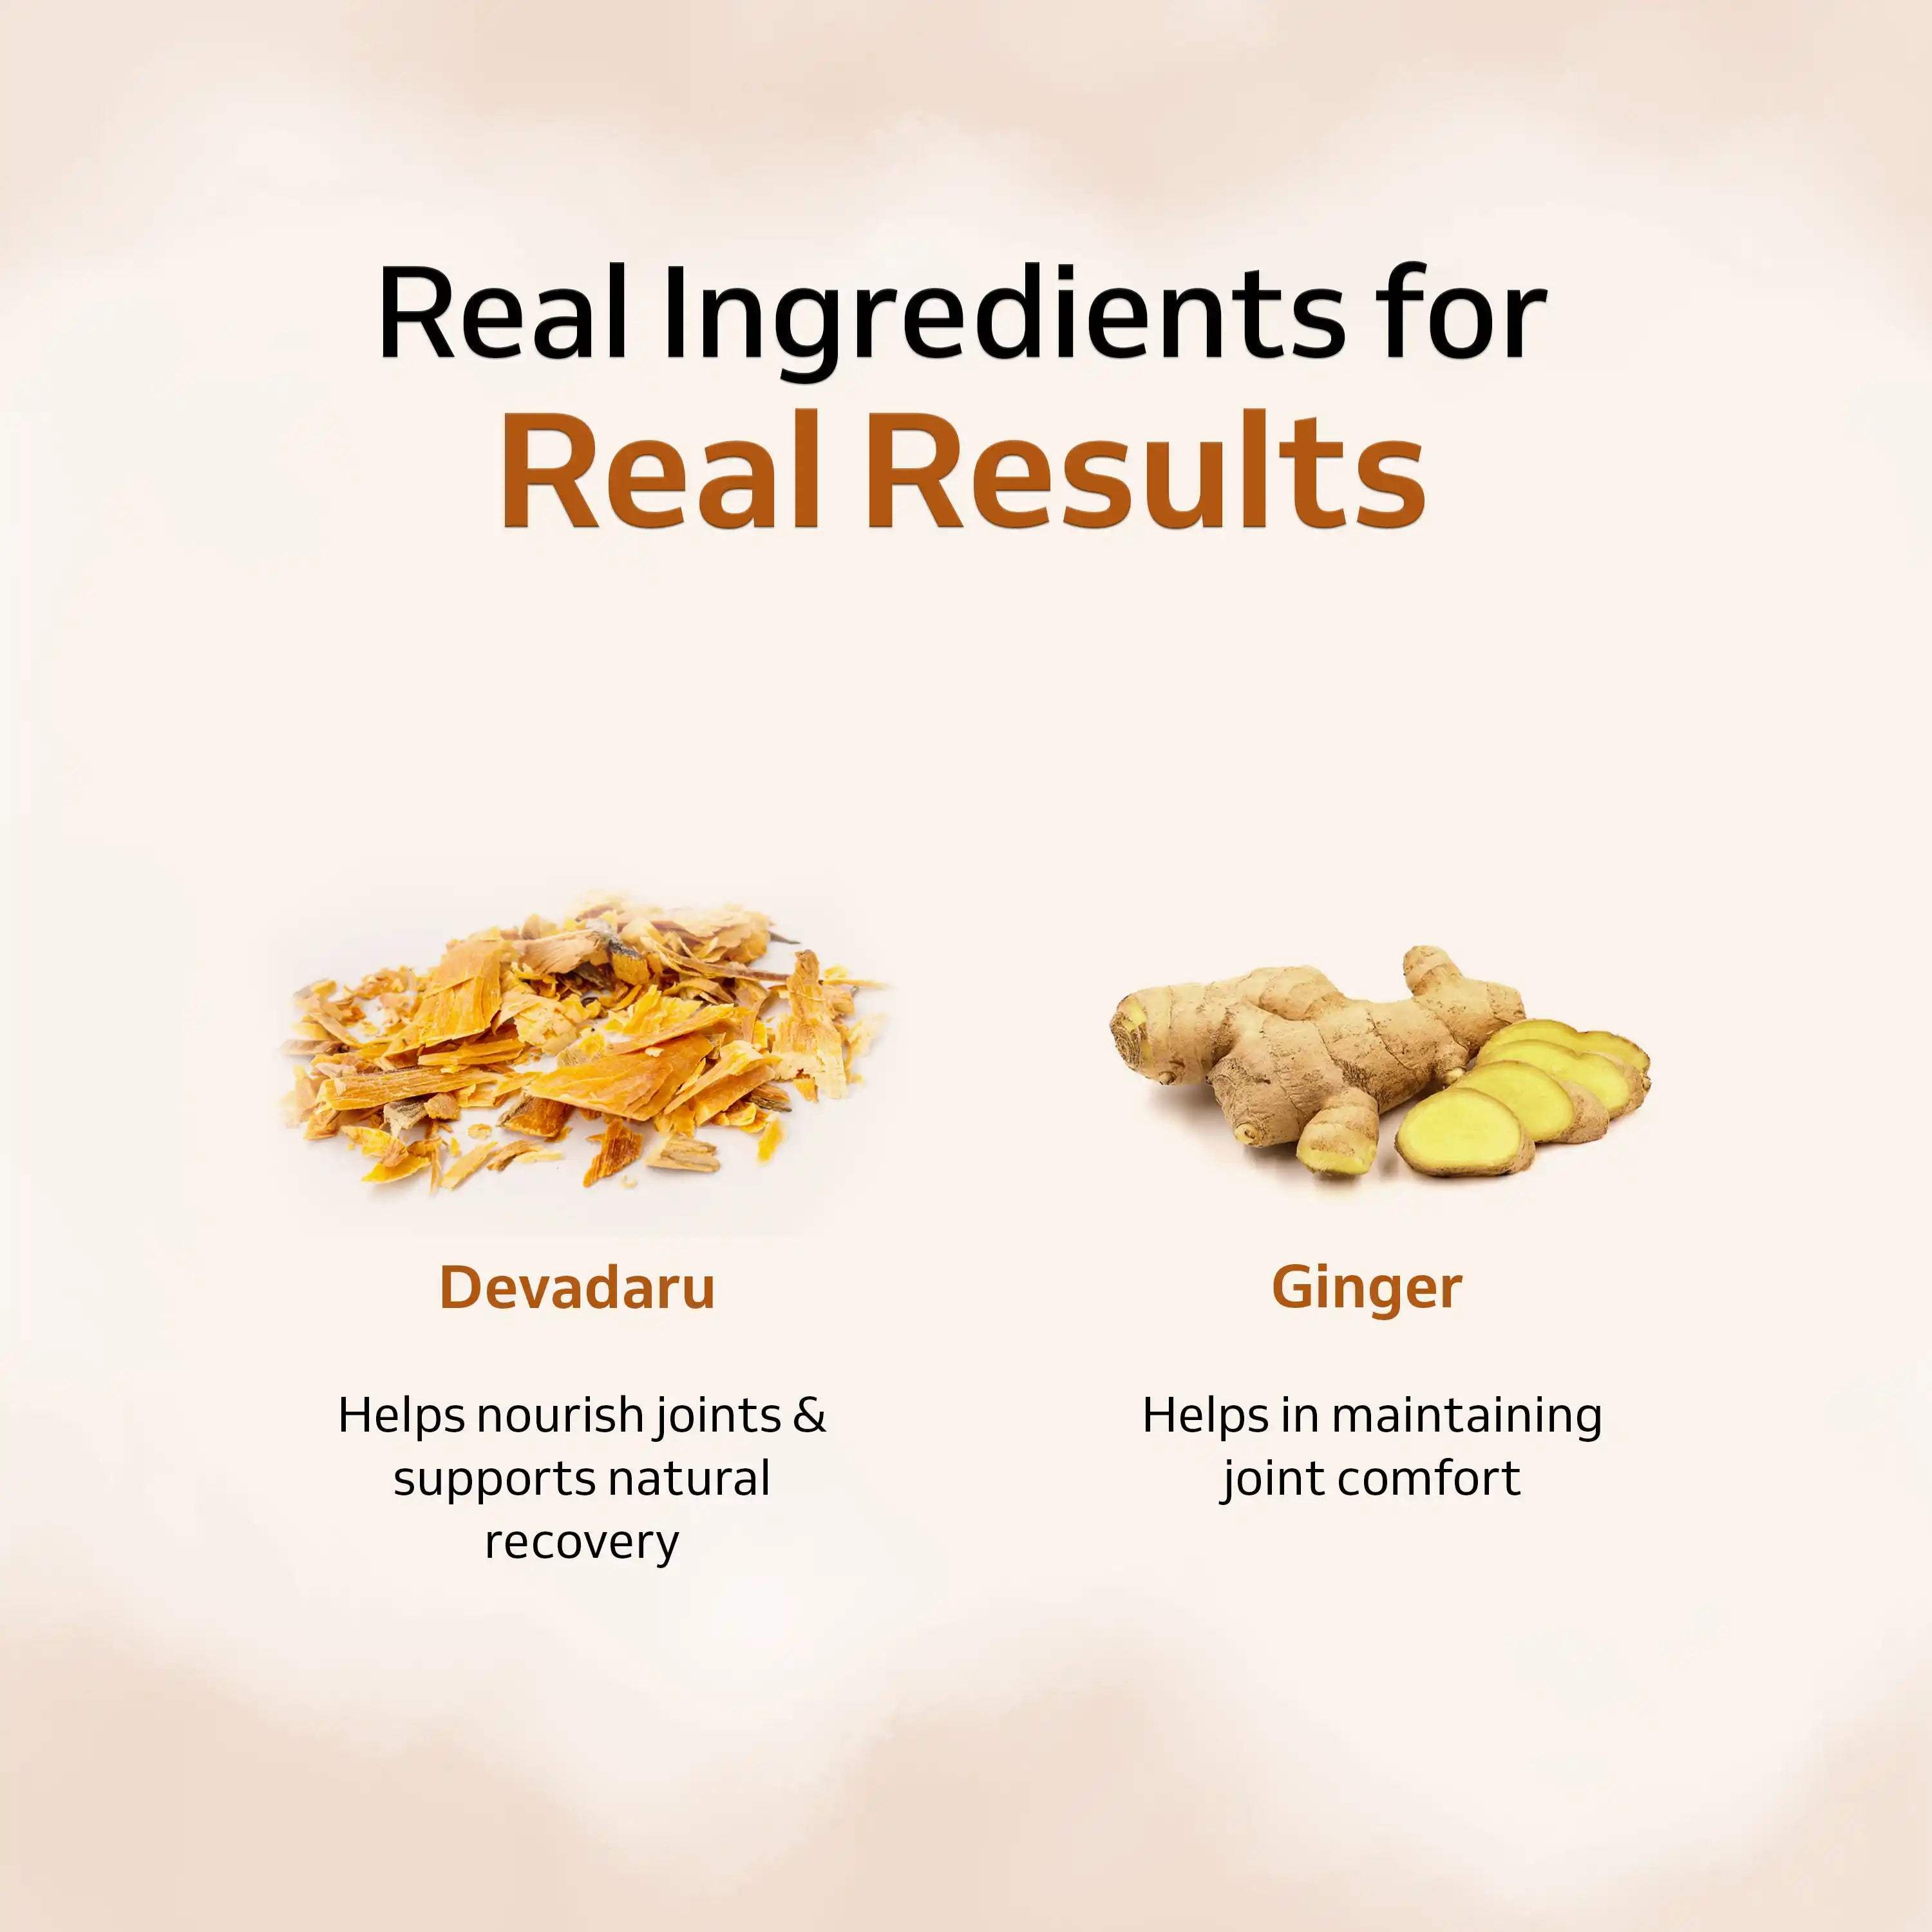 Real Ingredients for
Real Results
Devadaru
Helps nourish joints &
supports natural
recovery
Ginger
Helps in maintaining
joint comfort